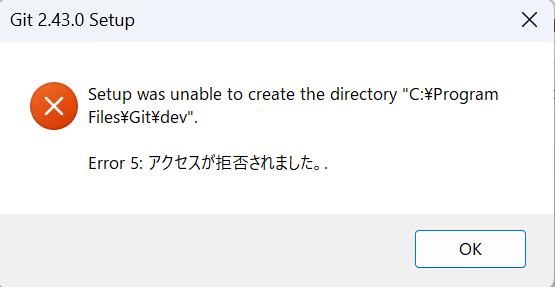 Git 2.43.0 Setup
Setup was unable to create the directory "C:¥Program
Files¥Git¥dev".
Error 5: アクセスが拒否されました。.
OK